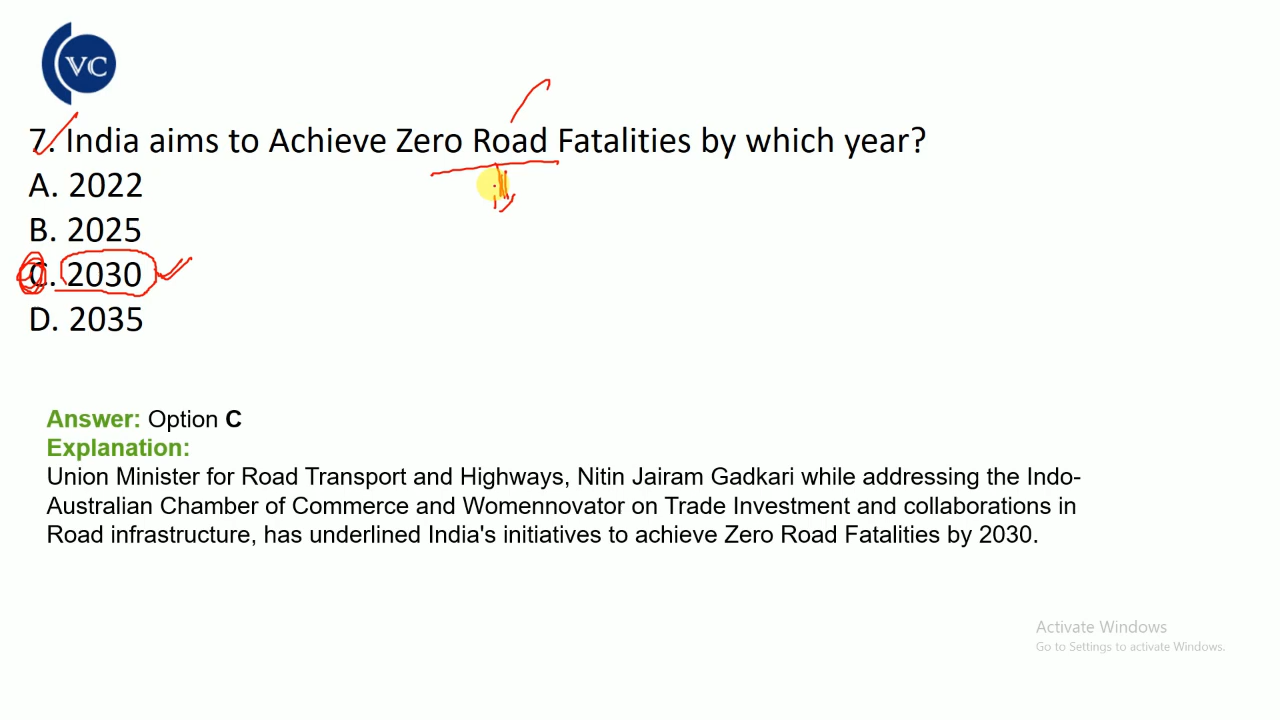 VC
7. India aims to Achieve Zero Road Fatalities by which year?
A. 2022
B. 2025
C. 2030
D. 2035
Answer: Option C
Explanation:
Union Minister for Road Transport and Highways, Nitin Jairam Gadkari while addressing the Indo-
Australian Chamber of Commerce and Womennovator on Trade Investment and collaborations in
Road infrastructure, has underlined India's initiatives to achieve Zero Road Fatalities by 2030.
Activate Windows
Go to Settings to activate Windows.